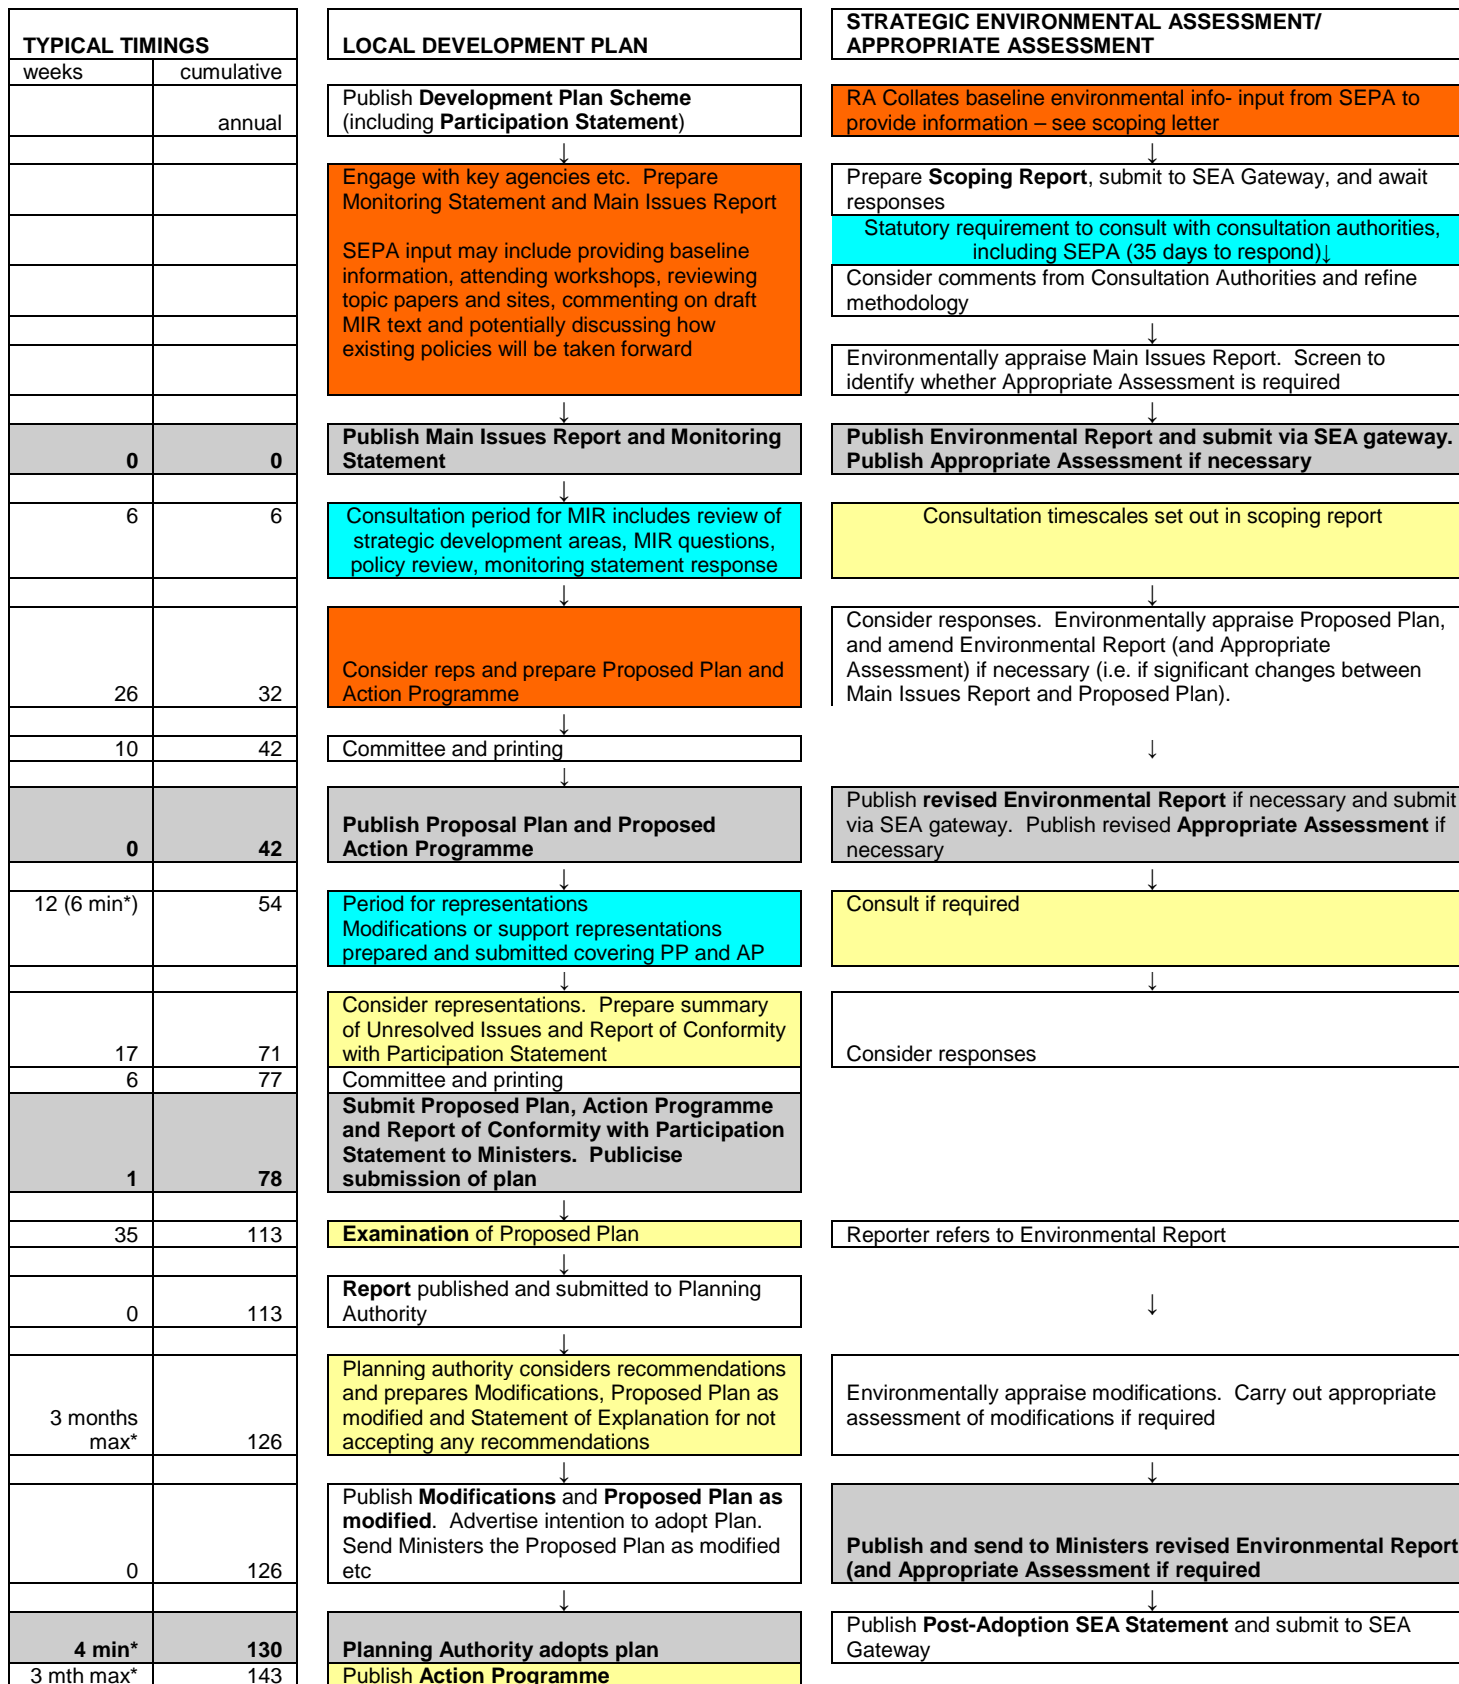 TYPICAL TIMINGS
LOCAL DEVELOPMENT PLAN
STRATEGIC ENVIRONMENTAL ASSESSMENT/
APPROPRIATE ASSESSMENT
weeks cumulative
annual
Publish Development Plan Scheme
(including Participation Statement)
RA Collates baseline environmental info- input from SEPA to
provide information – see scoping letter
↓ ↓
Engage with key agencies etc. Prepare
Monitoring Statement and Main Issues Report
SEPA input may include providing baseline
information, attending workshops, reviewing
topic papers and sites, commenting on draft
MIR text and potentially discussing how
existing policies will be taken forward
Prepare Scoping Report, submit to SEA Gateway, and await
responses
Statutory requirement to consult with consultation authorities,
including SEPA (35 days to respond)↓
Consider comments from Consultation Authorities and refine
methodology
↓
Environmentally appraise Main Issues Report. Screen to
identify whether Appropriate Assessment is required
↓ ↓
0 0
Publish Main Issues Report and Monitoring
Statement
Publish Environmental Report and submit via SEA gateway.
Publish Appropriate Assessment if necessary
↓
6 6
Consultation period for MIR includes review of
strategic development areas, MIR questions,
policy review, monitoring statement response
Consultation timescales set out in scoping report
↓ ↓
26 32
Consider reps and prepare Proposed Plan and
Action Programme
Consider responses. Environmentally appraise Proposed Plan,
and amend Environmental Report (and Appropriate
Assessment) if necessary (i.e. if significant changes between
Main Issues Report and Proposed Plan).
↓
10 42
Committee and printing
↓
↓
0 42
Publish Proposal Plan and Proposed
Action Programme
Publish revised Environmental Report if necessary and submit
via SEA gateway. Publish revised Appropriate Assessment if
necessary
↓ ↓
12 (6 min*) 54
Period for representations
Modifications or support representations
prepared and submitted covering PP and AP
Consult if required
↓ ↓
17 71
Consider representations. Prepare summary
of Unresolved Issues and Report of Conformity
with Participation Statement
Consider responses
6 77
Committee and printing
1 78
Submit Proposed Plan, Action Programme
and Report of Conformity with Participation
Statement to Ministers. Publicise
submission of plan
↓
35 113
Examination of Proposed Plan
Reporter refers to Environmental Report
↓
0 113
Report published and submitted to Planning
Authority
↓
↓
3 months
max* 126
Planning authority considers recommendations
and prepares Modifications, Proposed Plan as
modified and Statement of Explanation for not
accepting any recommendations
Environmentally appraise modifications. Carry out appropriate
assessment of modifications if required
↓
0 126
Publish Modifications and Proposed Plan as
modified. Advertise intention to adopt Plan.
Send Ministers the Proposed Plan as modified
etc
Publish and send to Ministers revised Environmental Report
(and Appropriate Assessment if required
↓ ↓
4 min* 130
Planning Authority adopts plan
Publish Post-Adoption SEA Statement and submit to SEA
Gateway
3 mth max* 143
Publish Action Programme